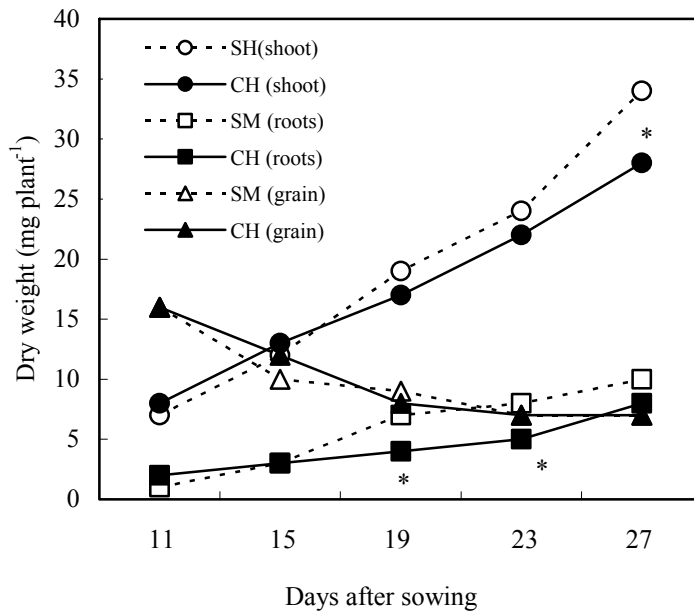 40
35
30
25
20
15
10
5
0
Dry weight (mg plant-1)
SH(shoot)
CH (shoot)
SM (roots)
CH (roots)
SM (grain)
CH (grain)
*
*
*
11 15 19 23 27
Days after sowing